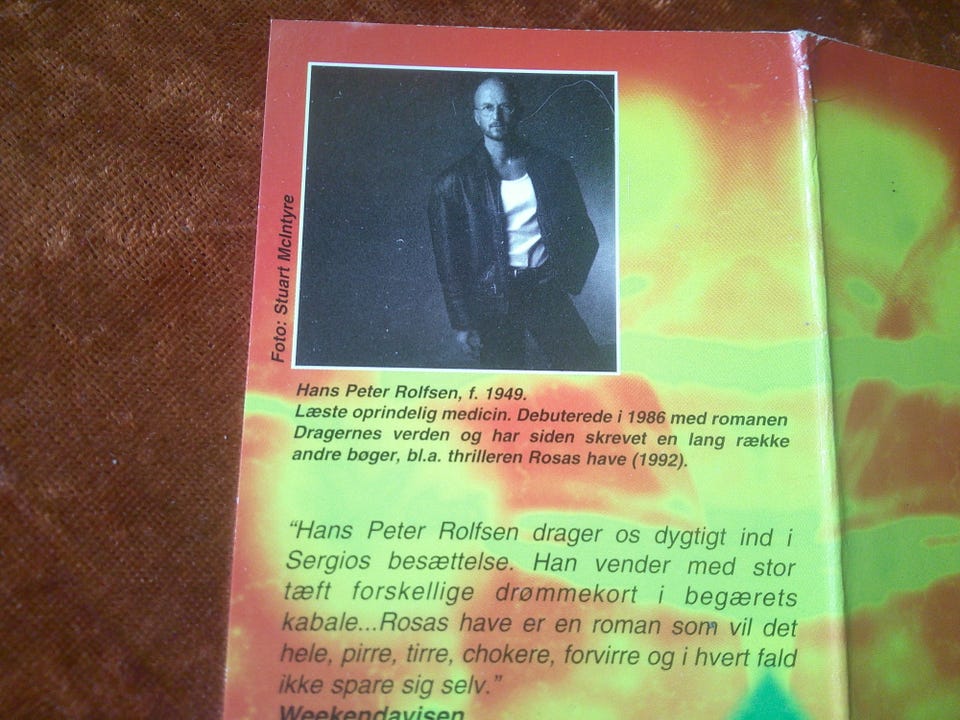 Foto: Stuart McIntyre
Hans Peter Rolfsen, f. 1949.
Læste oprindelig medicin. Debuterede i 1986 med romanen
Dragernes verden og har siden skrevet en lang række
andre bøger, bl.a. thrilleren Rosas have (1992).
“Hans Peter Rolfsen drager os dygtigt ind i
Sergios besættelse. Han vender med stor
tæft forskellige drømmekort i begærets
kabale...Rosas have er en roman som vil det
hele, pirre, tirre, chokere, forvirre og i hvert fald
ikke spare sig selv.”
Weekendavisen